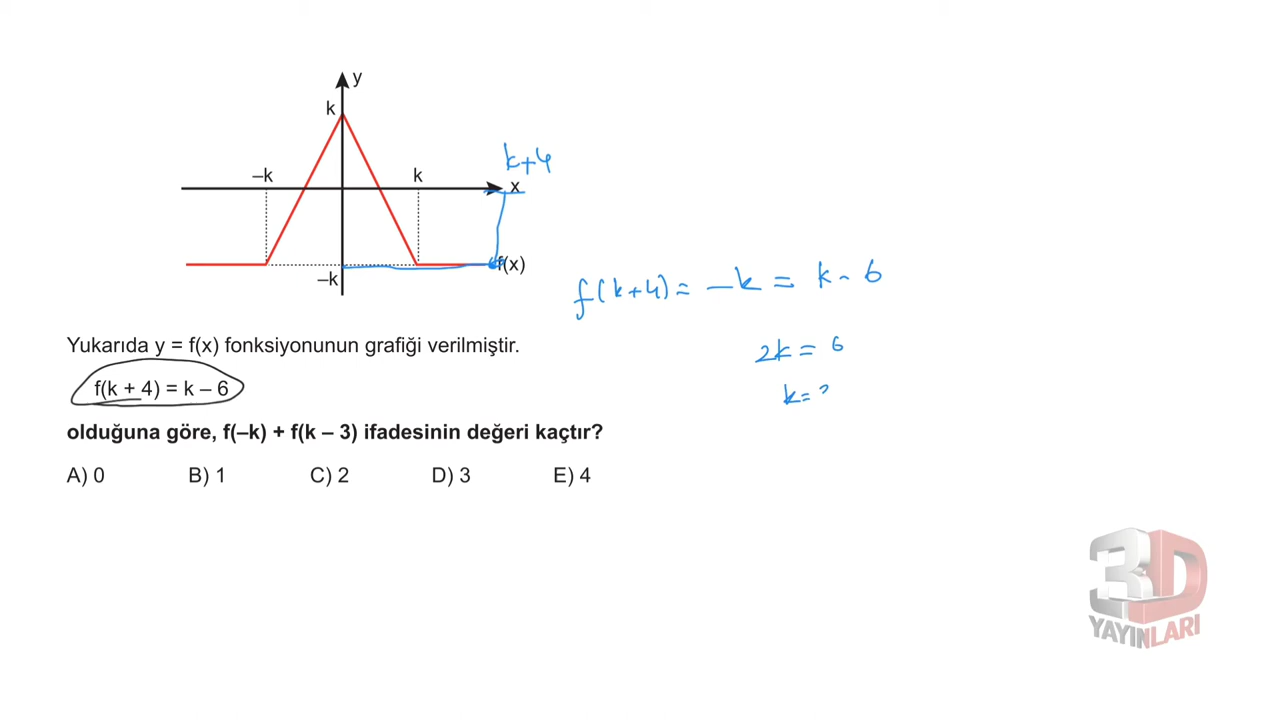 y
k
k+4
–k
k
x
f(x)
–k
f(k+4) = –k = k – 6
2k = 6
k =
Yukarıda y = f(x) fonksiyonunun grafiği verilmiştir.
f(k + 4) = k – 6
olduğuna göre, f(–k) + f(k – 3) ifadesinin değeri kaçtır?
A) 0 B) 1 C) 2 D) 3 E) 4
3D
YAYINLARI